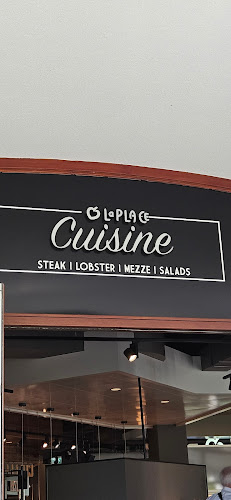 LaPLACE
Cuisine
STEAK | LOBSTER | MEZZE | SALADS